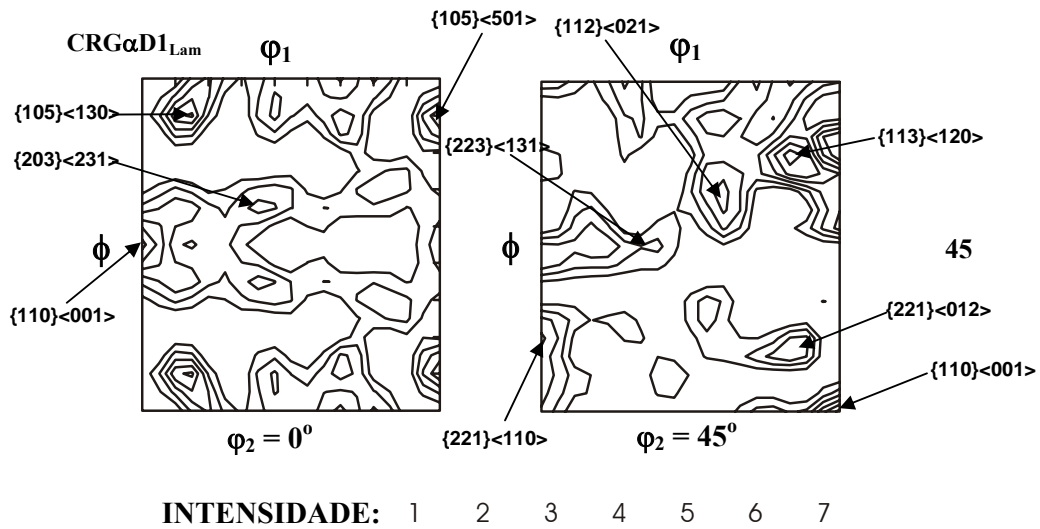 CRGαD1Lam
φ1
{105}<501>
{112}<021>
φ1
{105}<130>
{203}<231>
{223}<131>
{113}<120>
ϕ
ϕ
45
{110}<001>
{221}<012>
{110}<001>
φ2 = 0º
{221}<110>
φ2 = 45º
INTENSIDADE: 1 2 3 4 5 6 7